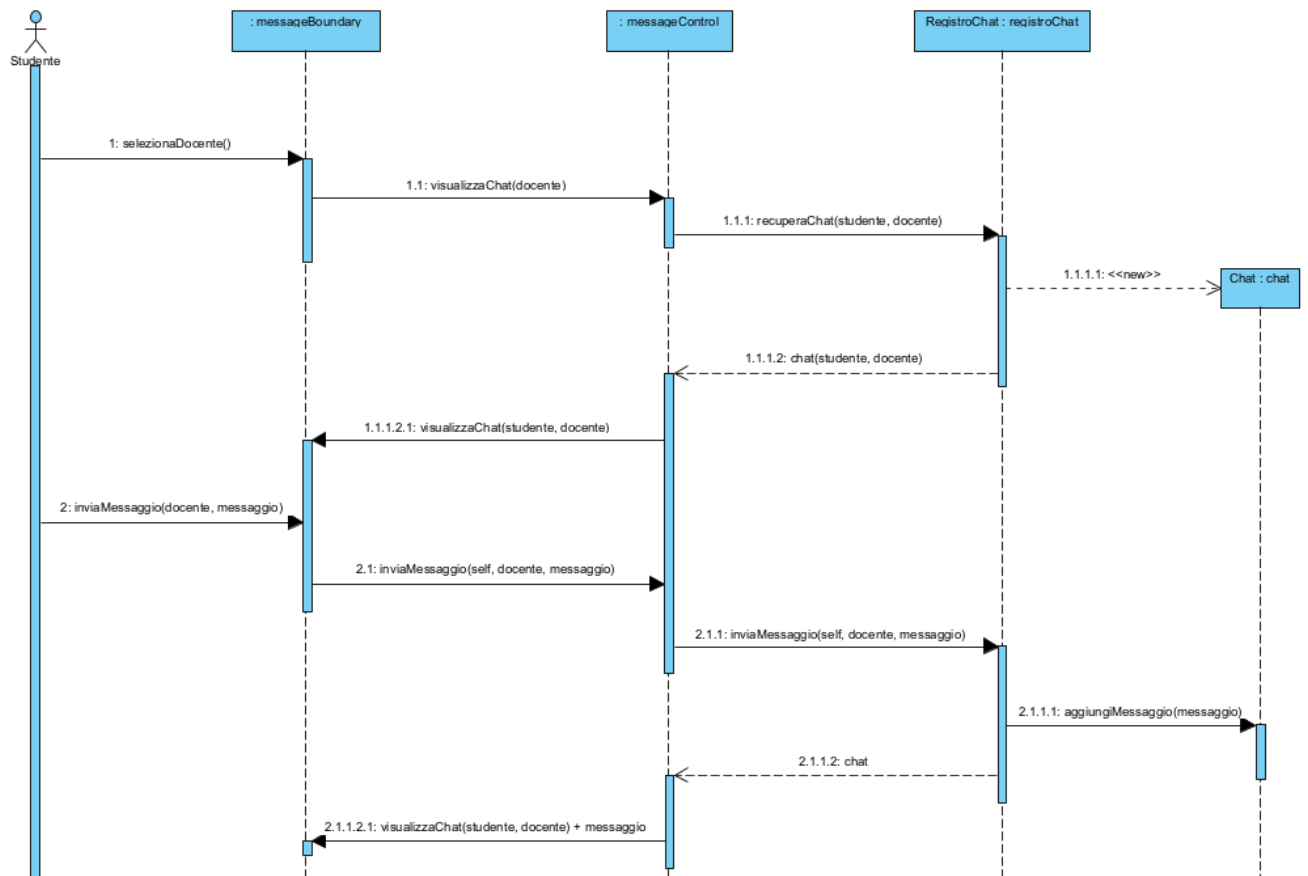 : messageBoundary
: messageControl
RegistroChat : registroChat
Studente
1: selezionaDocente()
1.1: visualizzaChat(docente)
1.1.1: recuperaChat(studente, docente)
1.1.1.1: <<new>>
Chat : chat
1.1.1.2: chat(studente, docente)
1.1.1.2.1: visualizzaChat(studente, docente)
2: inviaMessaggio(docente, messaggio)
2.1: inviaMessaggio(self, docente, messaggio)
2.1.1: inviaMessaggio(self, docente, messaggio)
2.1.1.1: aggiungiMessaggio(messaggio)
2.1.1.2: chat
2.1.1.2.1: visualizzaChat(studente, docente) + messaggio